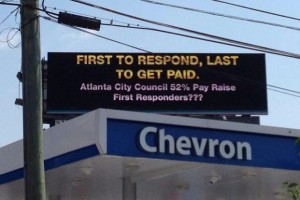 FIRST TO RESPOND, LAST
TO GET PAID.
Atlanta City Council 52% Pay Raise
First Responders???
Chevron